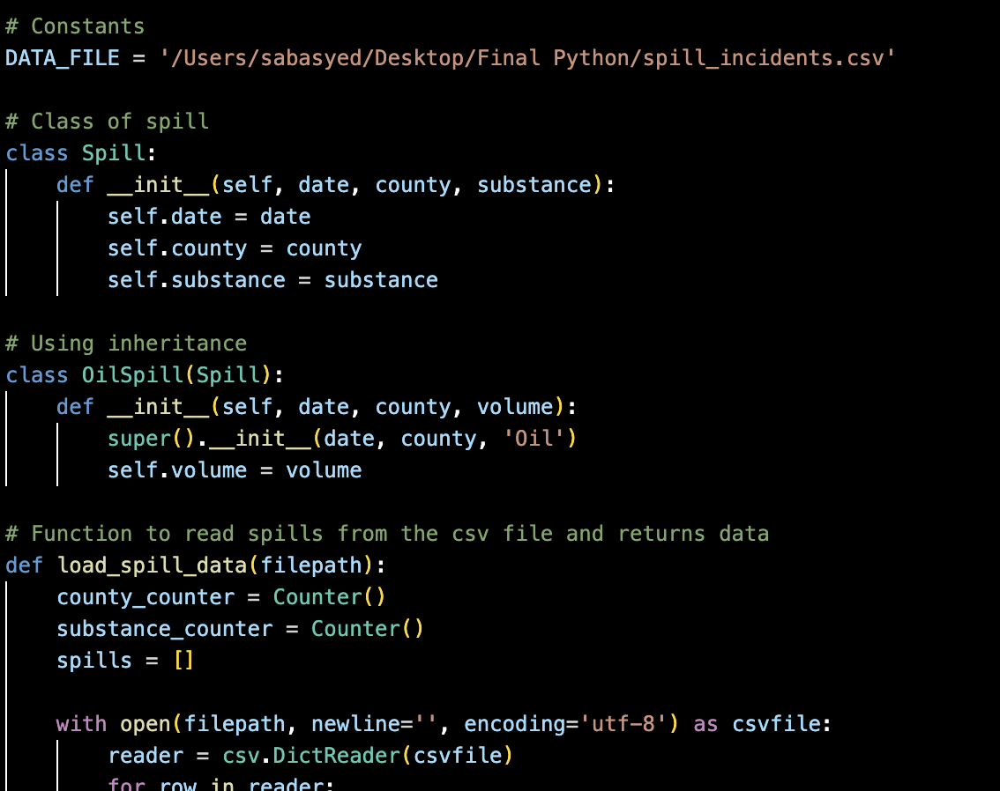 # Constants
DATA_FILE = '/Users/sabasyed/Desktop/Final Python/spill_incidents.csv'
# Class of spill
class Spill:
    def __init__(self, date, county, substance):
        self.date = date
        self.county = county
        self.substance = substance
# Using inheritance
class OilSpill(Spill):
    def __init__(self, date, county, volume):
        super().__init__(date, county, 'Oil')
        self.volume = volume
# Function to read spills from the csv file and returns data
def load_spill_data(filepath):
    county_counter = Counter()
    substance_counter = Counter()
    spills = []
    with open(filepath, newline='', encoding='utf-8') as csvfile:
        reader = csv.DictReader(csvfile)
        for row in reader: